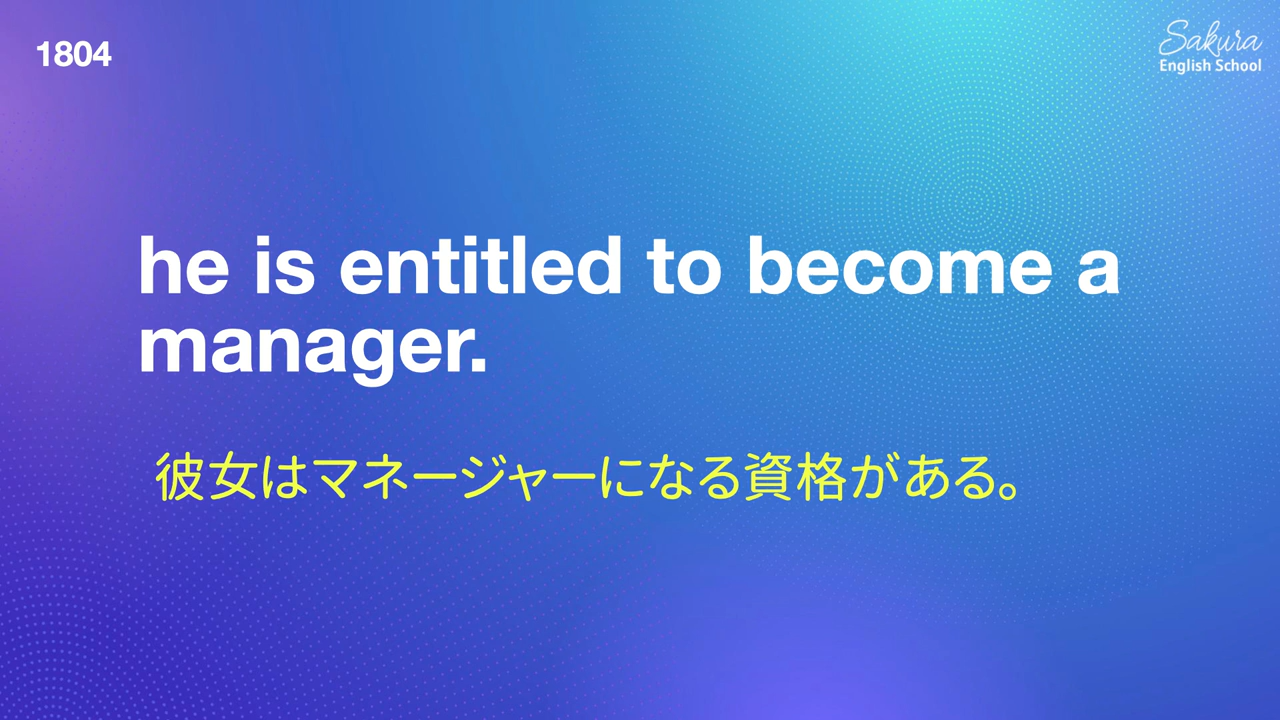 1804
Sakura
English School
he is entitled to become a
manager.
彼女はマネージャーになる資格がある。